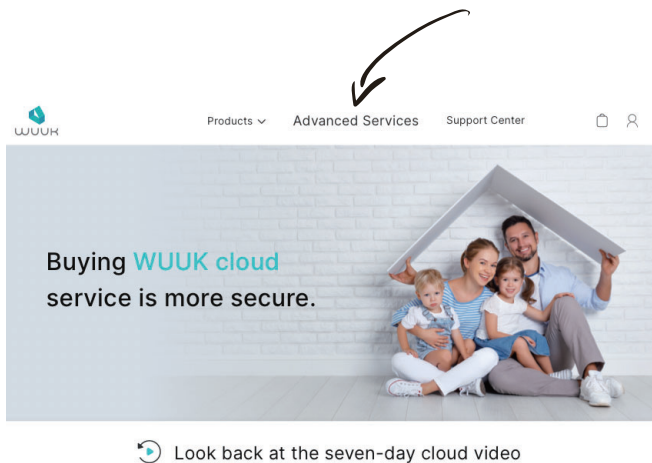 WUUK
Products
Advanced Services
Support Center
Buying WUUK cloud
service is more secure.
Look back at the seven-day cloud video